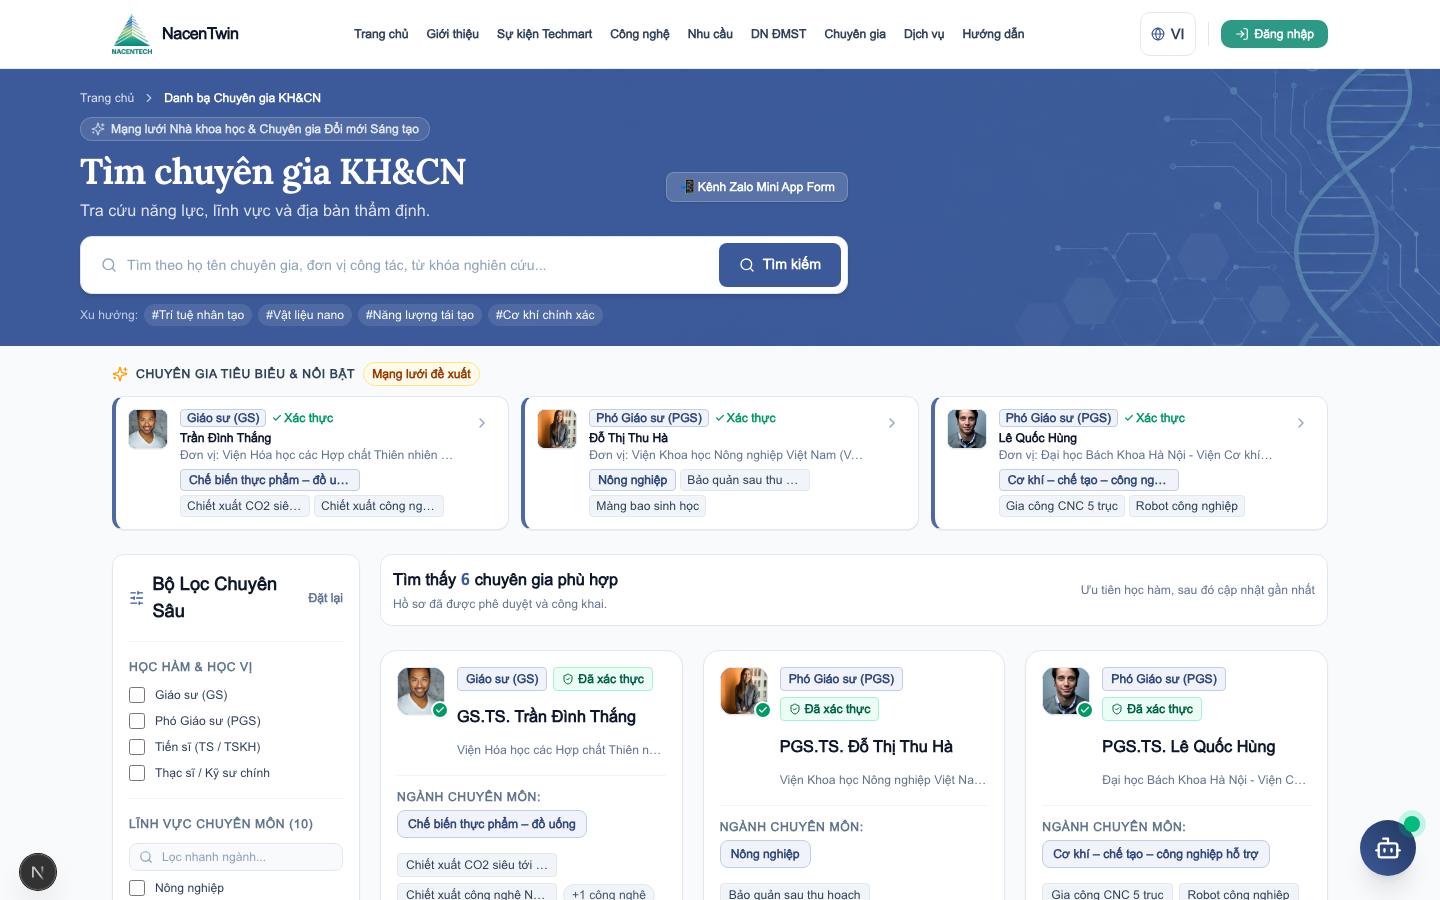 NACENTECH
NacenTwin
Trang chủ
Giới thiệu
Sự kiện Techmart
Công nghệ
Nhu cầu
DN ĐMST
Chuyên gia
Dịch vụ
Hướng dẫn
VI
Đăng nhập
Trang chủ > Danh bạ Chuyên gia KH&CN
Mạng lưới Nhà khoa học & Chuyên gia Đổi mới Sáng tạo
Tìm chuyên gia KH&CN
Kênh Zalo Mini App Form
Tra cứu năng lực, lĩnh vực và địa bàn thẩm định.
Tìm theo họ tên chuyên gia, đơn vị công tác, từ khóa nghiên cứu...
Tìm kiếm
Xu hướng: #Trí tuệ nhân tạo #Vật liệu nano #Năng lượng tái tạo #Cơ khí chính xác
CHUYÊN GIA TIÊU BIỂU & NỔI BẬT Mạng lưới đề xuất
Giáo sư (GS) Xác thực
Trần Đình Thắng
Đơn vị: Viện Hóa học các Hợp chất Thiên nhiên ...
Chế biến thực phẩm – đồ u...
Chiết xuất CO2 siê... Chiết xuất công ng...
Phó Giáo sư (PGS) Xác thực
Đỗ Thị Thu Hà
Đơn vị: Viện Khoa học Nông nghiệp Việt Nam (V...
Nông nghiệp Bảo quản sau thu ...
Màng bao sinh học
Phó Giáo sư (PGS) Xác thực
Lê Quốc Hùng
Đơn vị: Đại học Bách Khoa Hà Nội - Viện Cơ khí...
Cơ khí – chế tạo – công ng...
Gia công CNC 5 trục Robot công nghiệp
Bộ Lọc Chuyên
Sâu
Đặt lại
HỌC HÀM & HỌC VỊ
Giáo sư (GS)
Phó Giáo sư (PGS)
Tiến sĩ (TS / TSKH)
Thạc sĩ / Kỹ sư chính
LĨNH VỰC CHUYÊN MÔN (10)
Lọc nhanh ngành...
Nông nghiệp
Tìm thấy 6 chuyên gia phù hợp
Hồ sơ đã được phê duyệt và công khai.
Ưu tiên học hàm, sau đó cập nhật gần nhất
Giáo sư (GS) Đã xác thực
GS.TS. Trần Đình Thắng
Viện Hóa học các Hợp chất Thiên n...
NGÀNH CHUYÊN MÔN:
Chế biến thực phẩm – đồ uống
Chiết xuất CO2 siêu tới ...
Chiết xuất công nghệ N... +1 công nghệ
Phó Giáo sư (PGS)
Đã xác thực
PGS.TS. Đỗ Thị Thu Hà
Viện Khoa học Nông nghiệp Việt Na...
NGÀNH CHUYÊN MÔN:
Nông nghiệp
Bảo quản sau thu hoạch
Phó Giáo sư (PGS)
Đã xác thực
PGS.TS. Lê Quốc Hùng
Đại học Bách Khoa Hà Nội - Viện C...
NGÀNH CHUYÊN MÔN:
Cơ khí – chế tạo – công nghiệp hỗ trợ
Gia công CNC 5 trục Robot công nghiệp
N